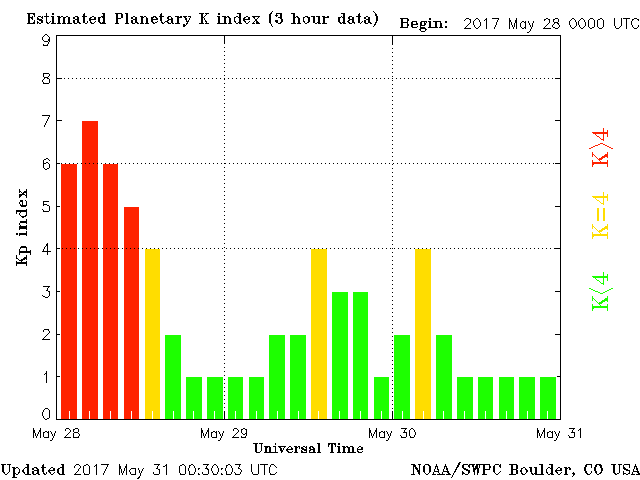 Estimated Planetary K index (3 hour data) Begin: 2017 May 28 0000 UTC
9
8
7
6
5
4
3
2
1
0
Kp index
K>4
K=4
K<4
May 28 May 29 May 30 May 31
Universal Time
Updated 2017 May 31 00:30:03 UTC NOAA/SWPC Boulder, CO USA